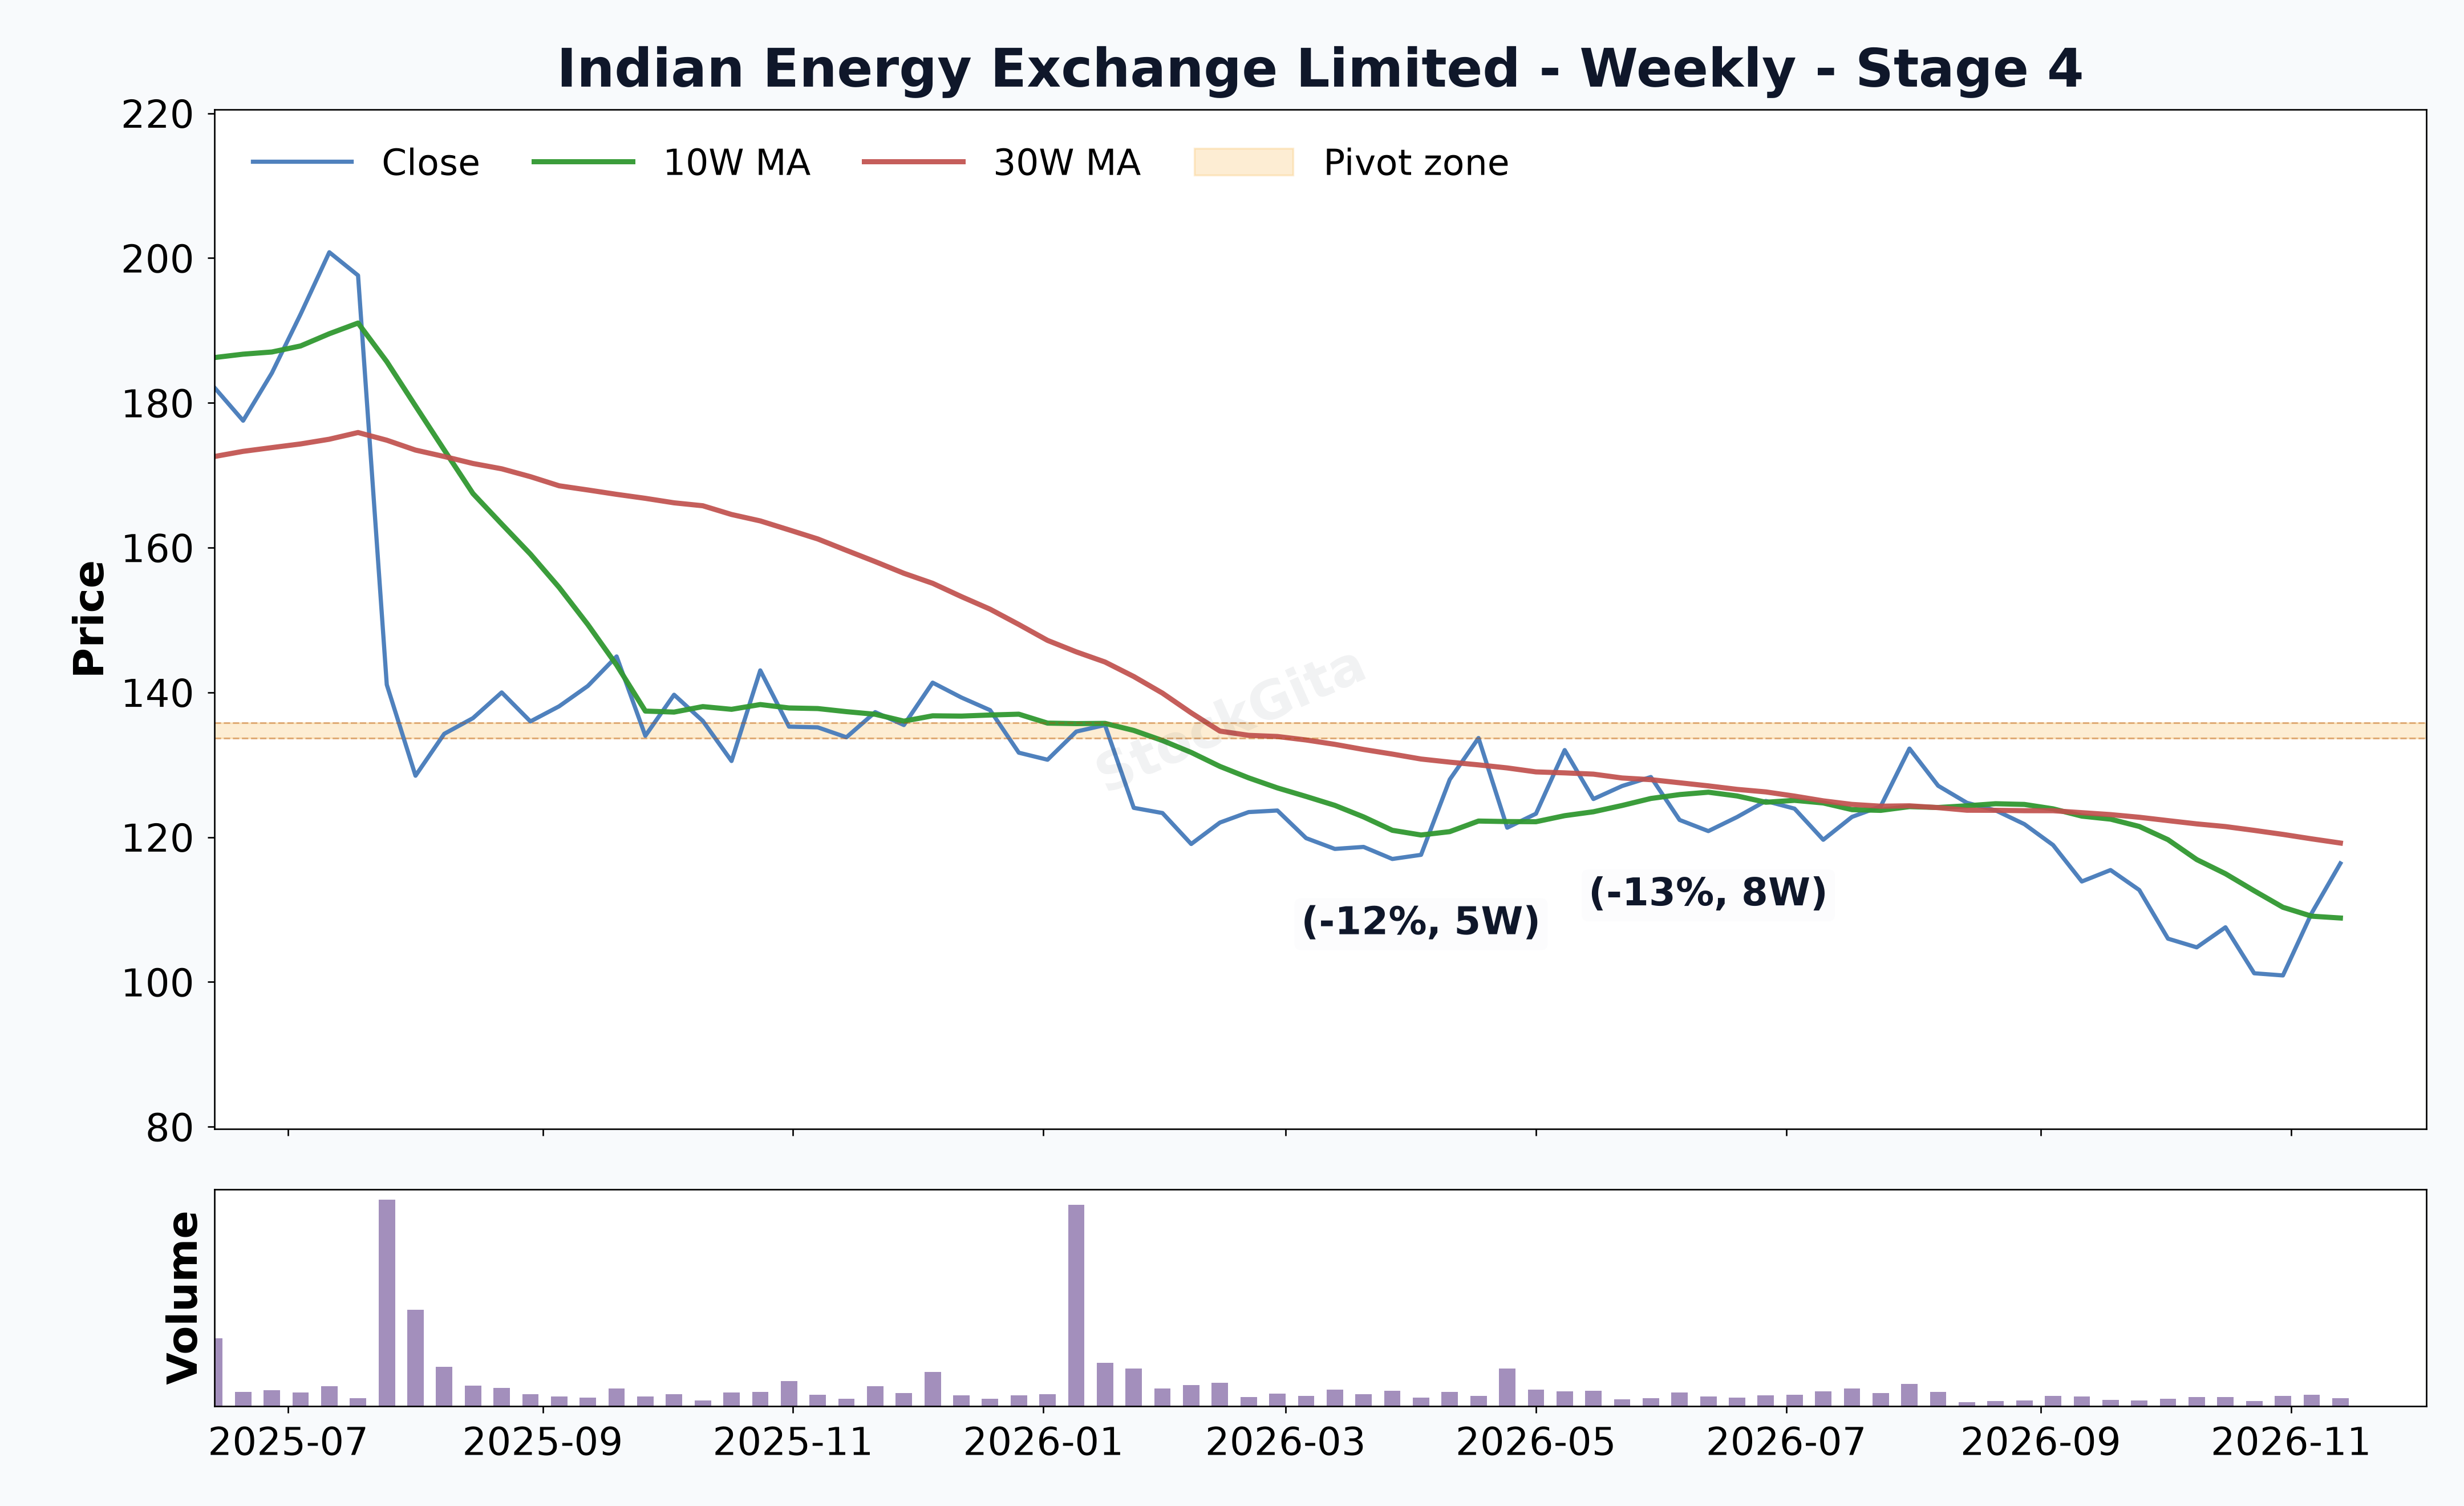 Indian Energy Exchange Limited - Weekly - Stage 4
220
200
180
160
140
120
100
80
Price
Close
10W MA
30W MA
Pivot zone
StockGita
(-12%, 5W)
(-13%, 8W)
Volume
2025-07
2025-09
2025-11
2026-01
2026-03
2026-05
2026-07
2026-09
2026-11